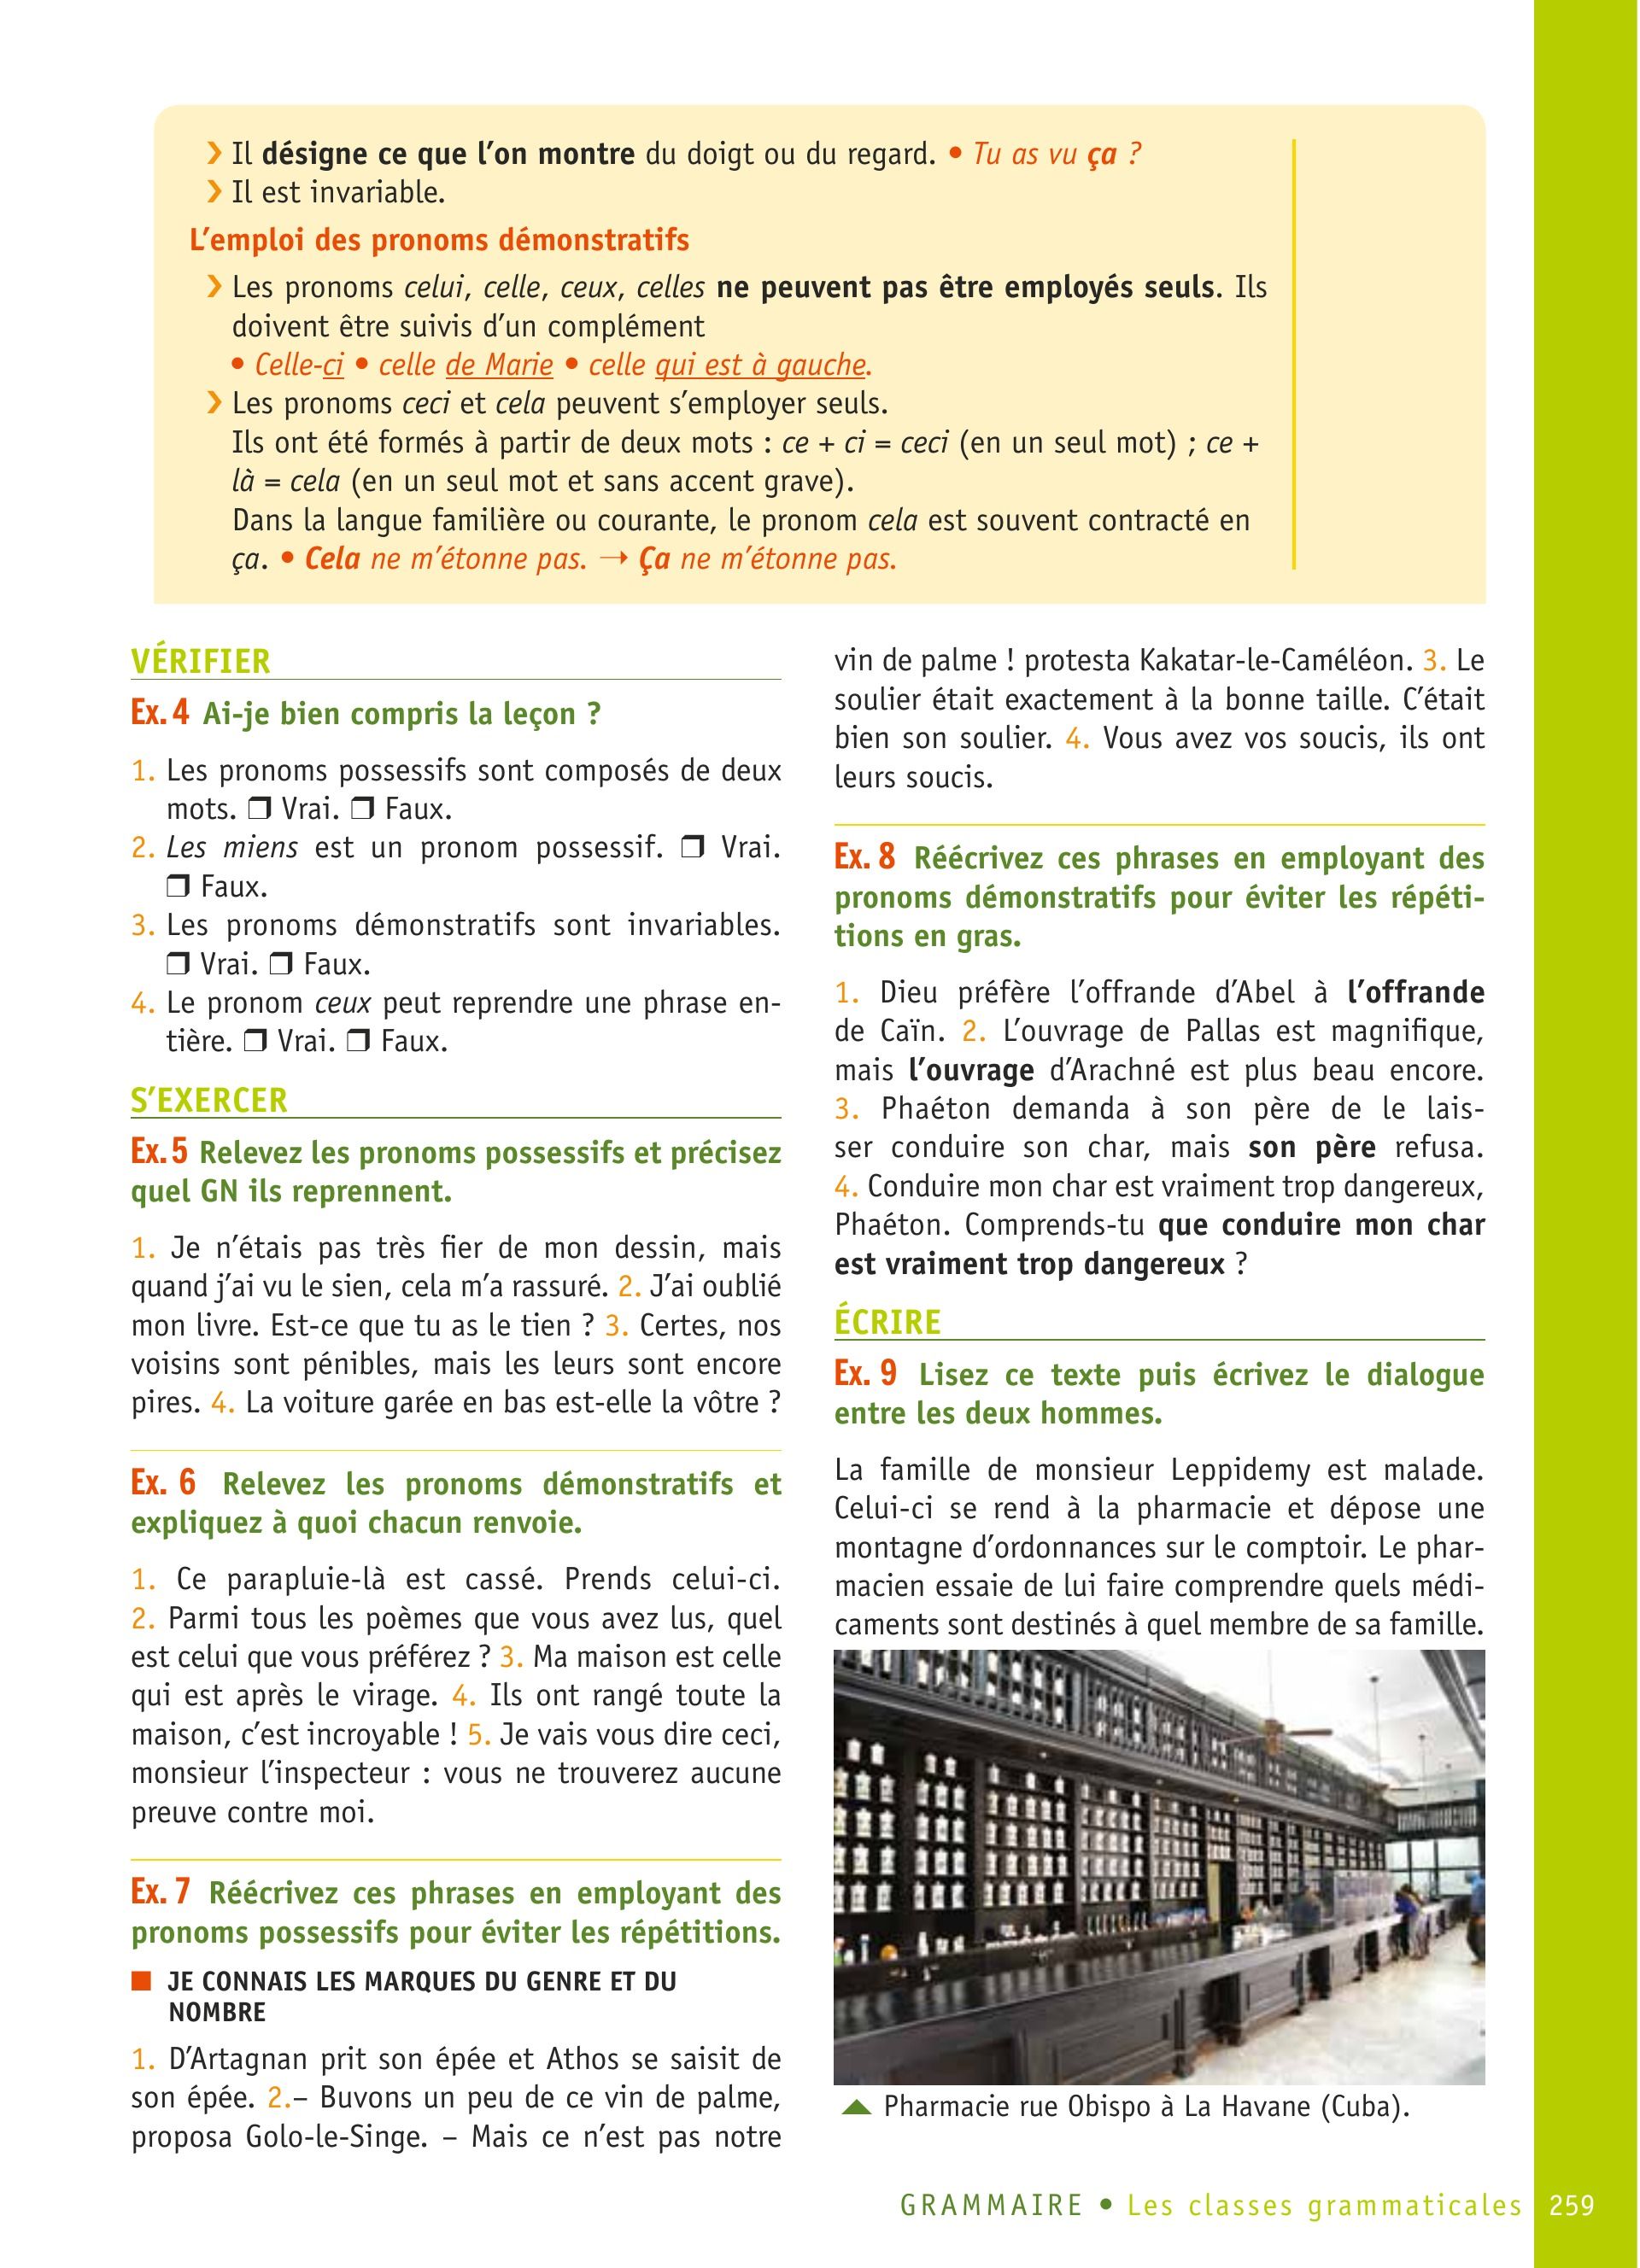 ❯ Il désigne ce que l’on montre du doigt ou du regard. • Tu as vu ça ?
❯ Il est invariable.
L’emploi des pronoms démonstratifs
❯ Les pronoms celui, celle, ceux, celles ne peuvent pas être employés seuls. Ils
doivent être suivis d’un complément
• Celle-ci • celle de Marie • celle qui est à gauche.
❯ Les pronoms ceci et cela peuvent s’employer seuls.
Ils ont été formés à partir de deux mots : ce + ci = ceci (en un seul mot) ; ce +
là = cela (en un seul mot et sans accent grave).
Dans la langue familière ou courante, le pronom cela est souvent contracté en
ça. • Cela ne m’étonne pas. → Ça ne m’étonne pas.
VÉRIFIER
Ex. 4 Ai-je bien compris la leçon ?
1. Les pronoms possessifs sont composés de deux
mots. ❒ Vrai. ❒ Faux.
2. Les miens est un pronom possessif. ❒ Vrai.
❒ Faux.
3. Les pronoms démonstratifs sont invariables.
❒ Vrai. ❒ Faux.
4. Le pronom ceux peut reprendre une phrase en-
tière. ❒ Vrai. ❒ Faux.
S’EXERCER
Ex. 5 Relevez les pronoms possessifs et précisez
quel GN ils reprennent.
1. Je n’étais pas très fier de mon dessin, mais
quand j’ai vu le sien, cela m’a rassuré. 2. J’ai oublié
mon livre. Est-ce que tu as le tien ? 3. Certes, nos
voisins sont pénibles, mais les leurs sont encore
pires. 4. La voiture garée en bas est-elle la vôtre ?
Ex. 6 Relevez les pronoms démonstratifs et
expliquez à quoi chacun renvoie.
1. Ce parapluie-là est cassé. Prends celui-ci.
2. Parmi tous les poèmes que vous avez lus, quel
est celui que vous préférez ? 3. Ma maison est celle
qui est après le virage. 4. Ils ont rangé toute la
maison, c’est incroyable ! 5. Je vais vous dire ceci,
monsieur l’inspecteur : vous ne trouverez aucune
preuve contre moi.
Ex. 7 Réécrivez ces phrases en employant des
pronoms possessifs pour éviter les répétitions.
■ JE CONNAIS LES MARQUES DU GENRE ET DU
NOMBRE
1. D’Artagnan prit son épée et Athos se saisit de
son épée. 2.– Buvons un peu de ce vin de palme,
proposa Golo-le-Singe. – Mais ce n’est pas notre
vin de palme ! protesta Kakatar-le-Caméléon. 3. Le
soulier était exactement à la bonne taille. C’était
bien son soulier. 4. Vous avez vos soucis, ils ont
leurs soucis.
Ex. 8 Réécrivez ces phrases en employant des
pronoms démonstratifs pour éviter les répéti-
tions en gras.
1. Dieu préfère l’offrande d’Abel à l’offrande
de Caïn. 2. L’ouvrage de Pallas est magnifique,
mais l’ouvrage d’Arachné est plus beau encore.
3. Phaéton demanda à son père de le lais-
ser conduire son char, mais son père refusa.
4. Conduire mon char est vraiment trop dangereux,
Phaéton. Comprends-tu que conduire mon char
est vraiment trop dangereux ?
ÉCRIRE
Ex. 9 Lisez ce texte puis écrivez le dialogue
entre les deux hommes.
La famille de monsieur Leppidemy est malade.
Celui-ci se rend à la pharmacie et dépose une
montagne d’ordonnances sur le comptoir. Le phar-
macien essaie de lui faire comprendre quels médi-
caments sont destinés à quel membre de sa famille.
Pharmacie rue Obispo à La Havane (Cuba).
GRAMMAIRE • Les classes grammaticales 259